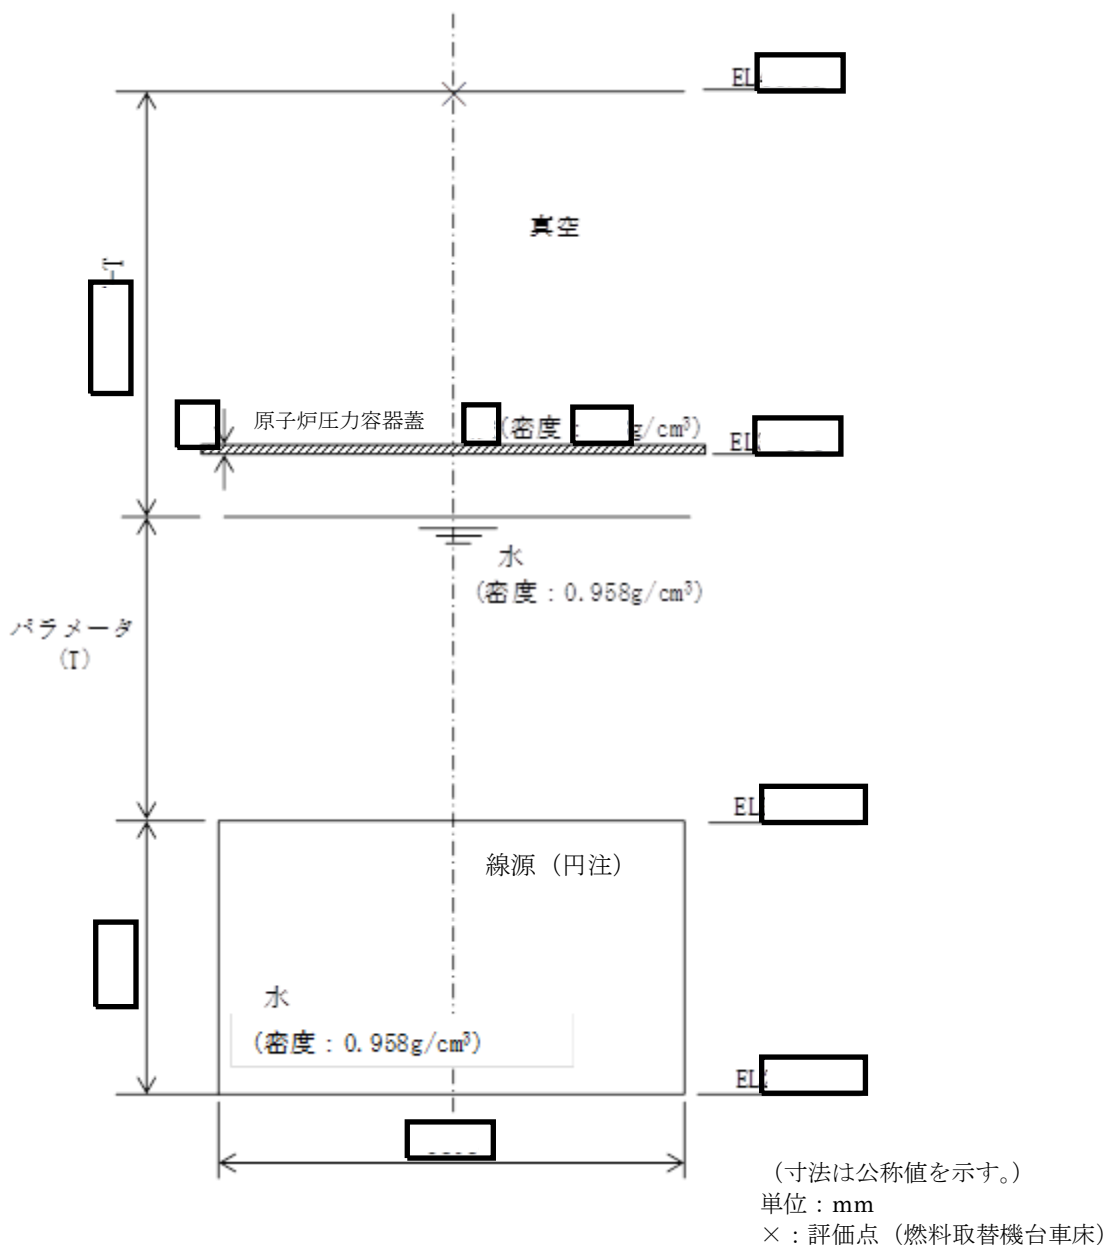 EL
真空
-T
原子炉圧力容器蓋
(密度: g/cm³)
EL
水
(密度:0.958g/cm³)
パラメータ
(T)
EL
線源（円注）
水
(密度:0.958g/cm³)
EL
（寸法は公称値を示す。）
単位：mm
×：評価点（燃料取替機台車床）